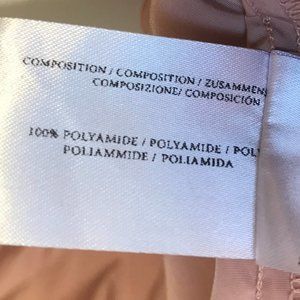 COMPOSITION / COMPOSITION / ZUSAMMEN
COMPOSIZIONE/ COMPOSICIÓN
100% POLYAMIDE / POLYAMIDE / POL
POLIAMMIDE / POLIAMIDA